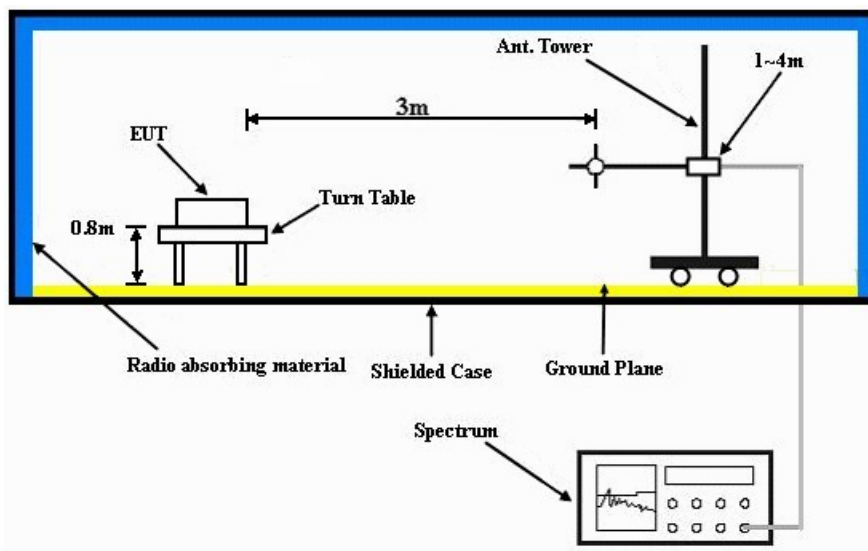 Ant. Tower
1~4m
3m
EUT
Turn Table
0.8m
Radio absorbing material
Shielded Case
Ground Plane
Spectrum